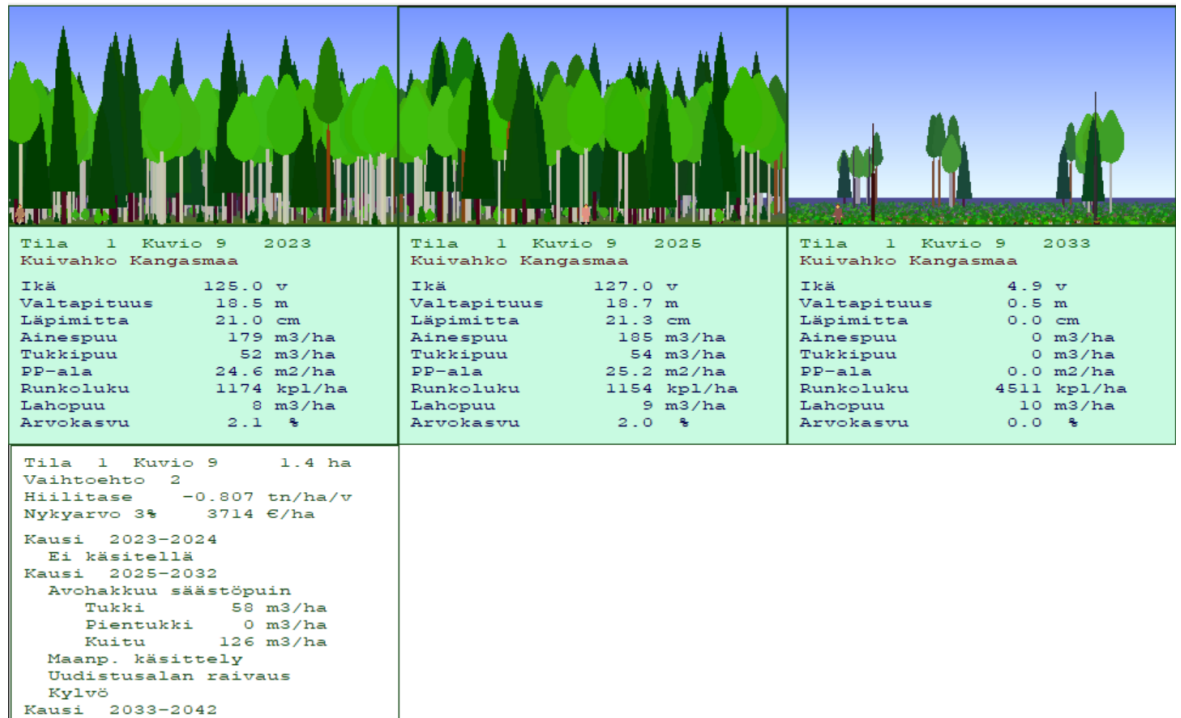 Tila 1 Kuvio 9 2023
Kuivahko Kangasmaa
Ikä 125.0 v
Valtapituus 18.5 m
Läpimitta 21.0 cm
Ainespuu 179 m3/ha
Tukkipuu 52 m3/ha
PP-ala 24.6 m2/ha
Runkoluku 1174 kpl/ha
Lahopuu 8 m3/ha
Arvokasvu 2.1 %
Tila 1 Kuvio 9 2025
Kuivahko Kangasmaa
Ikä 127.0 v
Valtapituus 18.7 m
Läpimitta 21.3 cm
Ainespuu 185 m3/ha
Tukkipuu 54 m3/ha
PP-ala 25.2 m2/ha
Runkoluku 1154 kpl/ha
Lahopuu 9 m3/ha
Arvokasvu 2.0 %
Tila 1 Kuvio 9 2033
Kuivahko Kangasmaa
Ikä 4.9 v
Valtapituus 0.5 m
Läpimitta 0.0 cm
Ainespuu 0 m3/ha
Tukkipuu 0 m3/ha
PP-ala 0.0 m2/ha
Runkoluku 4511 kpl/ha
Lahopuu 10 m3/ha
Arvokasvu 0.0 %
Tila 1 Kuvio 9 1.4 ha
Vaihtoehto 2
Hiilitase -0.807 tn/ha/v
Nykyarvo 3% 3714 €/ha
Kausi 2023-2024
Ei käsitellä
Kausi 2025-2032
Avohakkuu säästöpuin
Tukki 58 m3/ha
Pientukki 0 m3/ha
Kuitu 126 m3/ha
Maanp. käsittely
Uudistusalan raivaus
Kylvö
Kausi 2033-2042